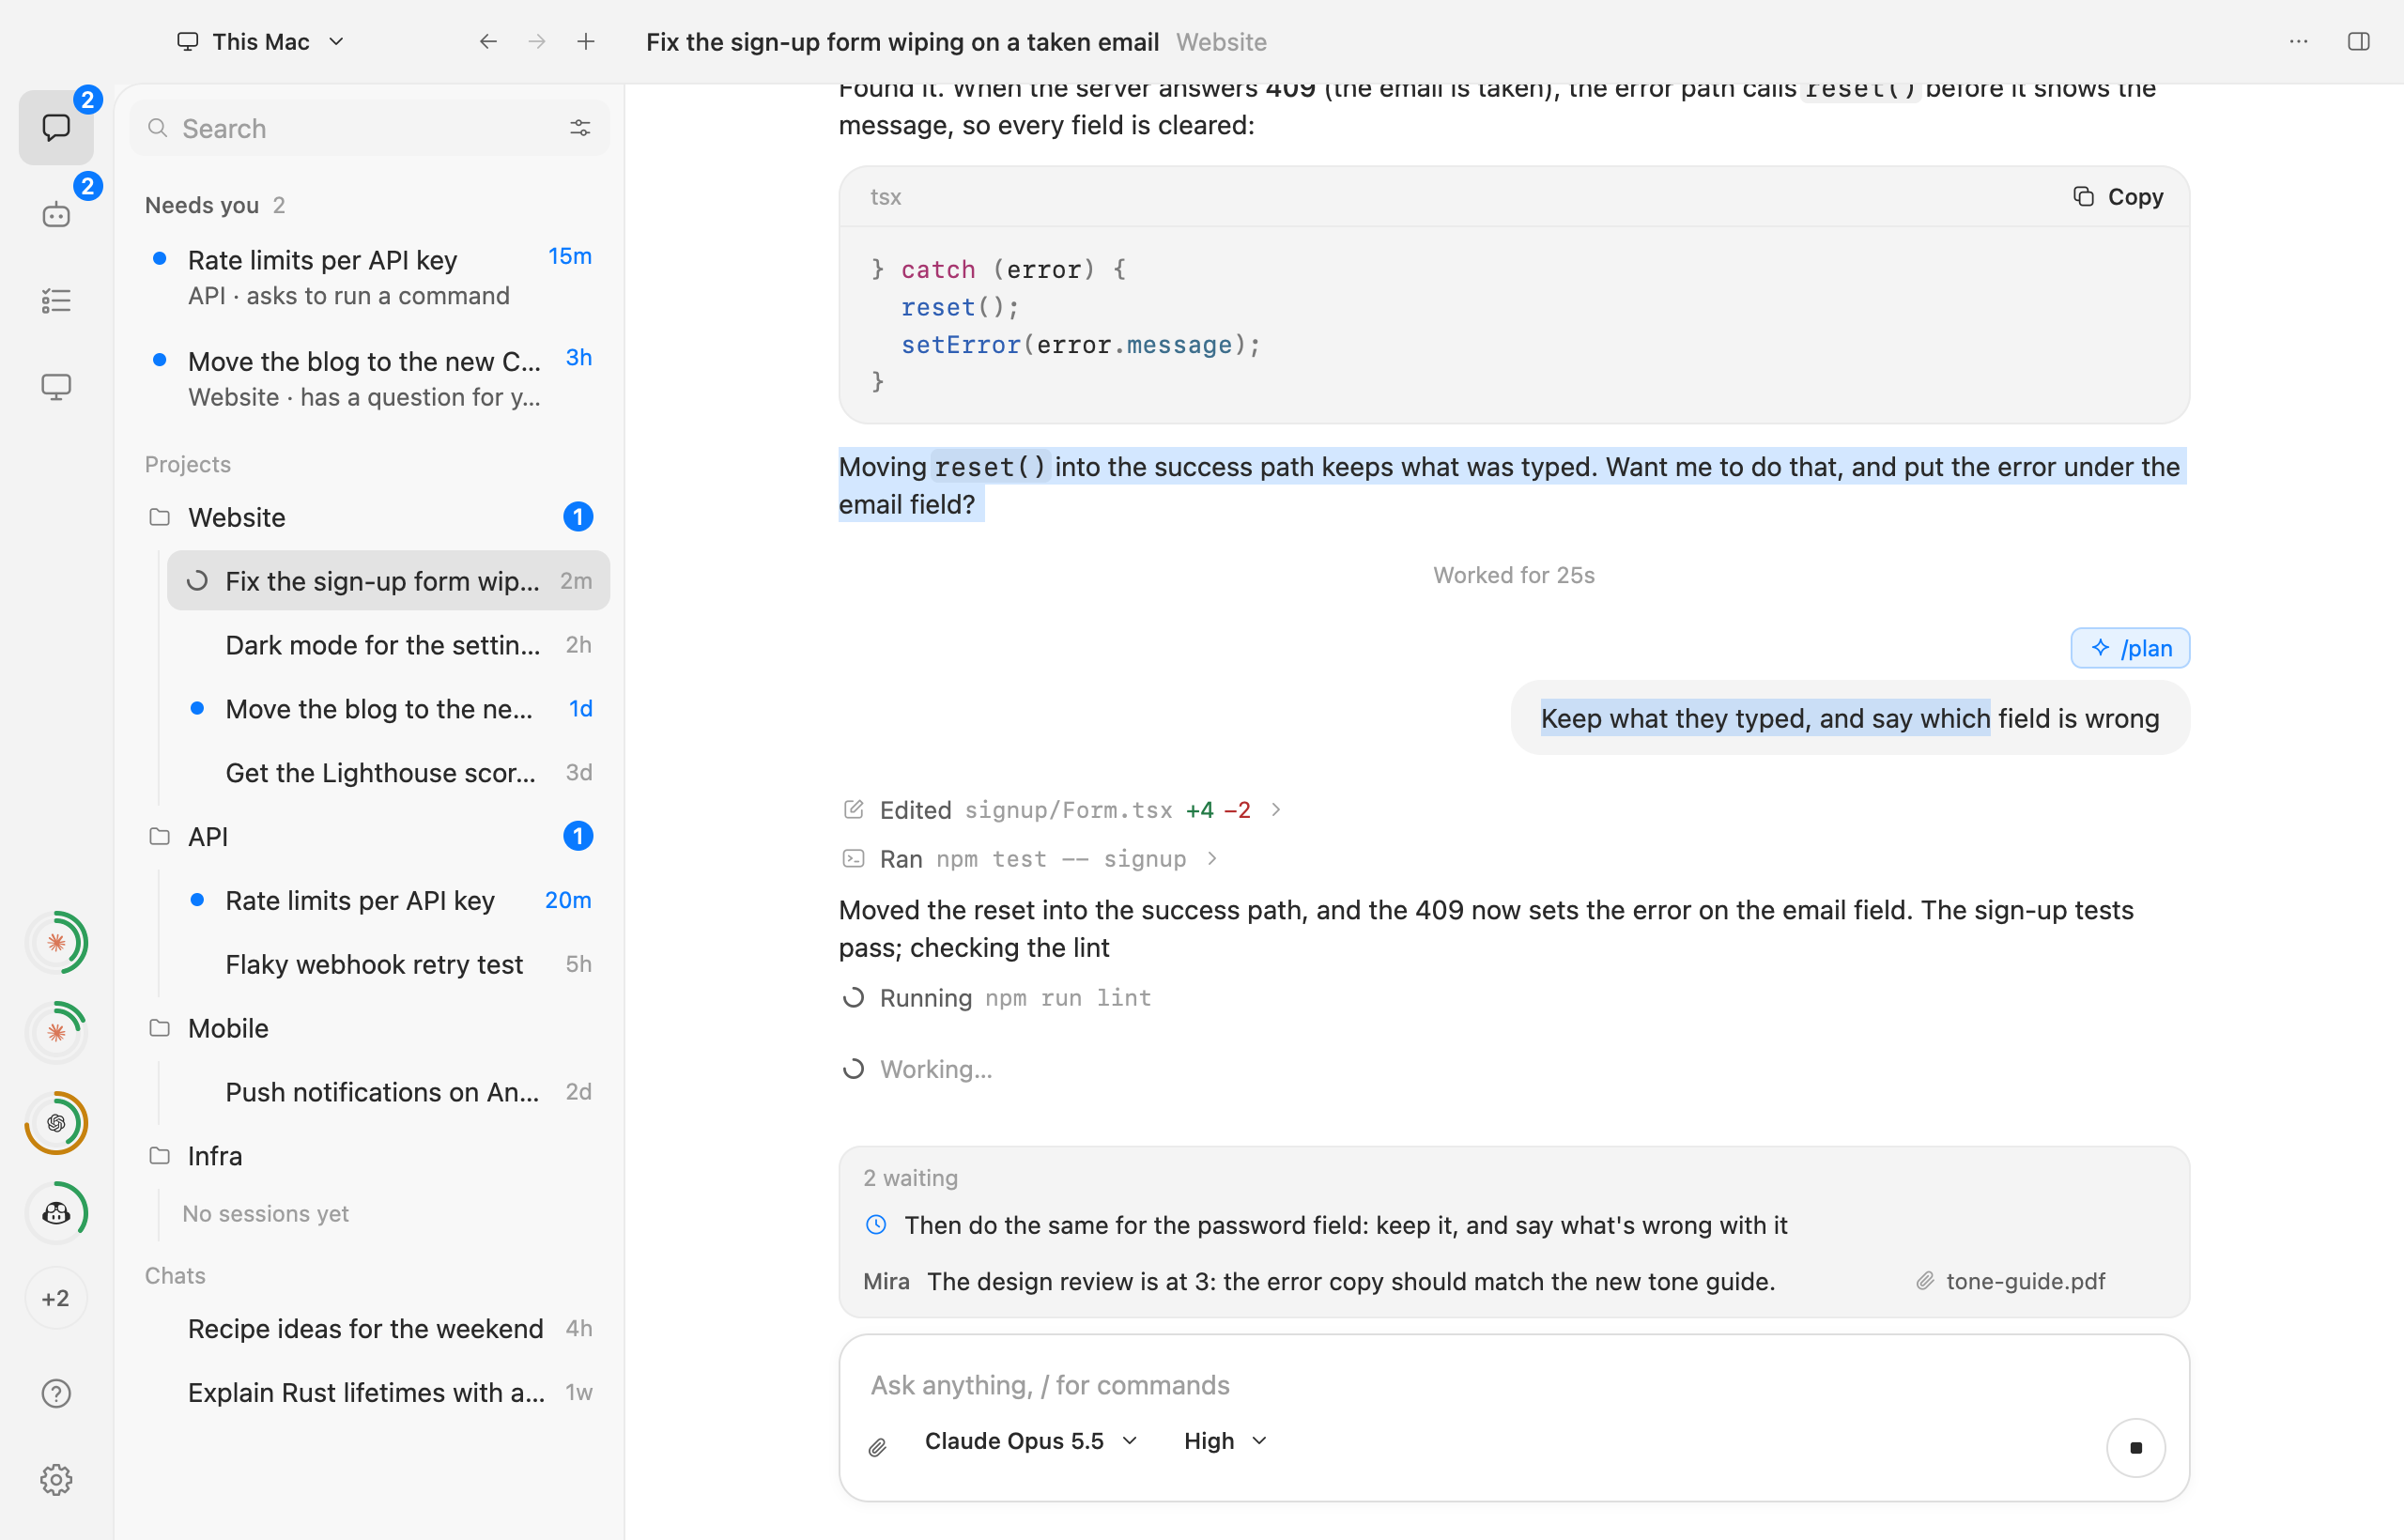 This Mac
Fix the sign-up form wiping on a taken email Website
2
2
Search
Needs you 2
Rate limits per API key 15m
API · asks to run a command
Move the blog to the new C... 3h
Website · has a question for y...
Projects
Website 1
Fix the sign-up form wip... 2m
Dark mode for the settin... 2h
Move the blog to the ne... 1d
Get the Lighthouse scor... 3d
API 1
Rate limits per API key 20m
Flaky webhook retry test 5h
Mobile
Push notifications on An... 2d
Infra
No sessions yet
Chats
Recipe ideas for the weekend 4h
Explain Rust lifetimes with a... 1w
+2
Found it. When the server answers 409 (the email is taken), the error path calls reset() before it shows the
message, so every field is cleared:
tsx
Copy
} catch (error) {
reset();
setError(error.message);
}
Moving reset() into the success path keeps what was typed. Want me to do that, and put the error under the
email field?
Worked for 25s
/plan
Keep what they typed, and say which field is wrong
Edited signup/Form.tsx +4 −2
Ran npm test -- signup
Moved the reset into the success path, and the 409 now sets the error on the email field. The sign-up tests
pass; checking the lint
Running npm run lint
Working...
2 waiting
Then do the same for the password field: keep it, and say what's wrong with it
Mira The design review is at 3: the error copy should match the new tone guide. tone-guide.pdf
Ask anything, / for commands
Claude Opus 5.5 High